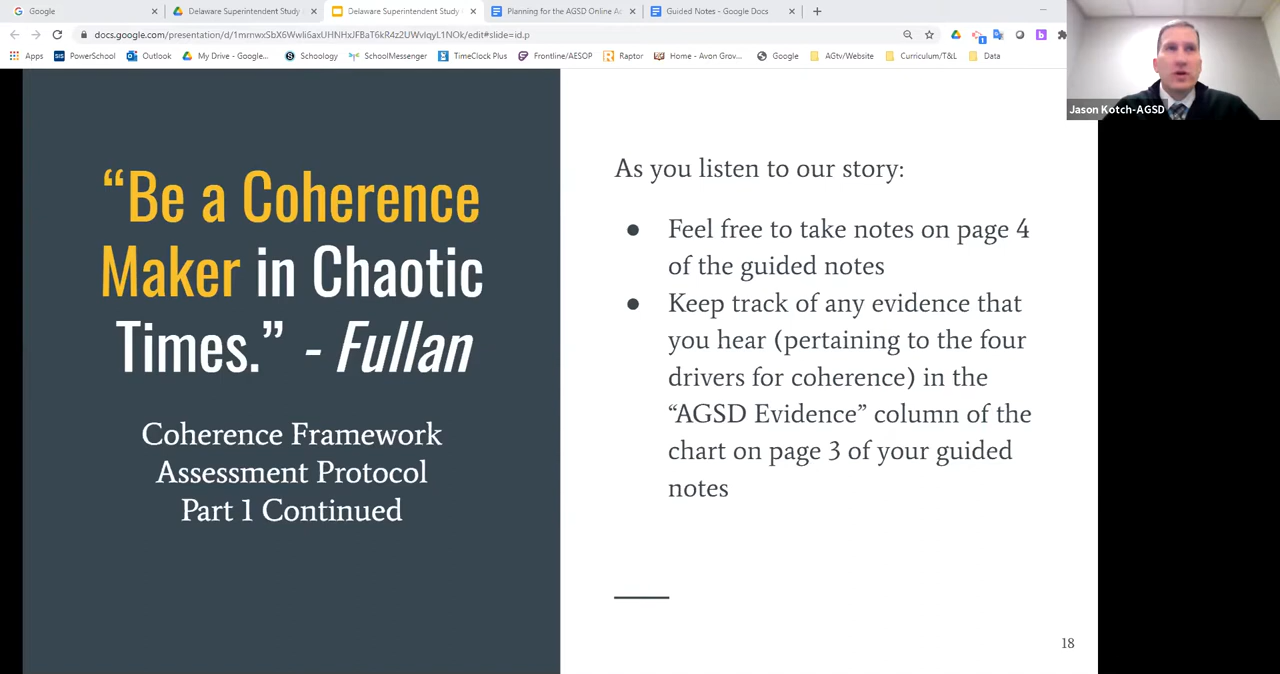 Google
Delaware Superintendent Study
Delaware Superintendent Study
Planning for the AGSD Online Ac
Guided Notes - Google Docs
docs.google.com/presentation/d/
Apps
PowerSchool
Outlook
My Drive - Google...
Schoology
SchoolMessenger
TimeClock Plus
Frontline/AESOP
Raptor
Home - Avon Grov...
Google
AGtv/Website
Curriculum/T&L
Data
Jason Kotch-AGSD
“Be a Coherence
Maker in Chaotic
Times.” - Fullan
Coherence Framework
Assessment Protocol
Part 1 Continued
As you listen to our story:
● Feel free to take notes on page 4
of the guided notes
● Keep track of any evidence that
you hear (pertaining to the four
drivers for coherence) in the
“AGSD Evidence” column of the
chart on page 3 of your guided
notes
18